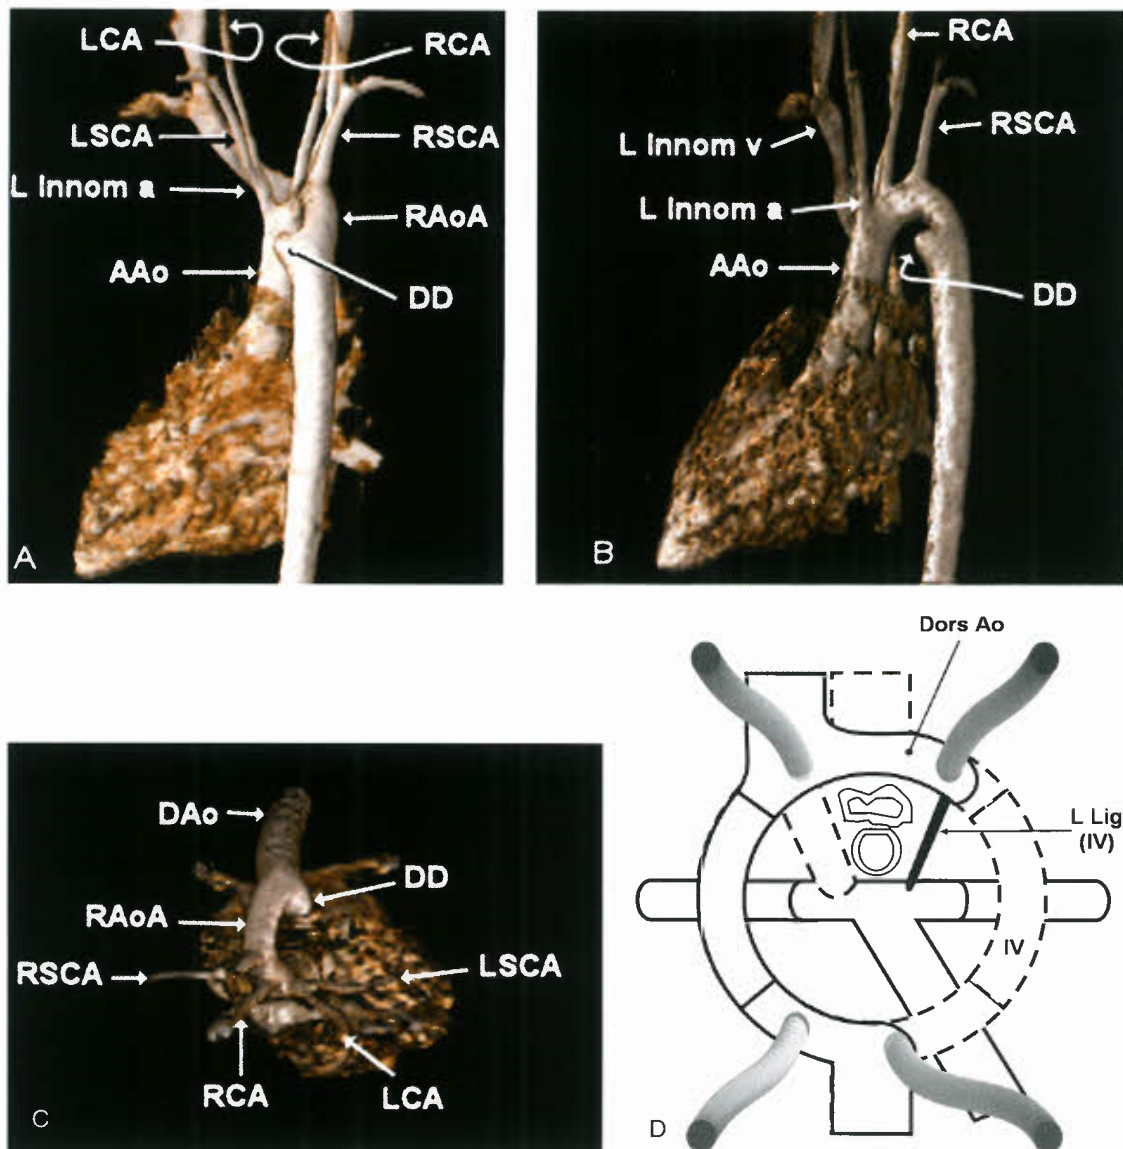 LCA
RCA
LSCA
RSCA
L Innom a
RAoA
AAo
DD
A
RCA
RSCA
L Innom v
L Innom a
AAo
DD
B
DAo
DD
RAoA
RSCA
LSCA
RCA
LCA
C
Dors Ao
L Lig
(IV)
IV
D